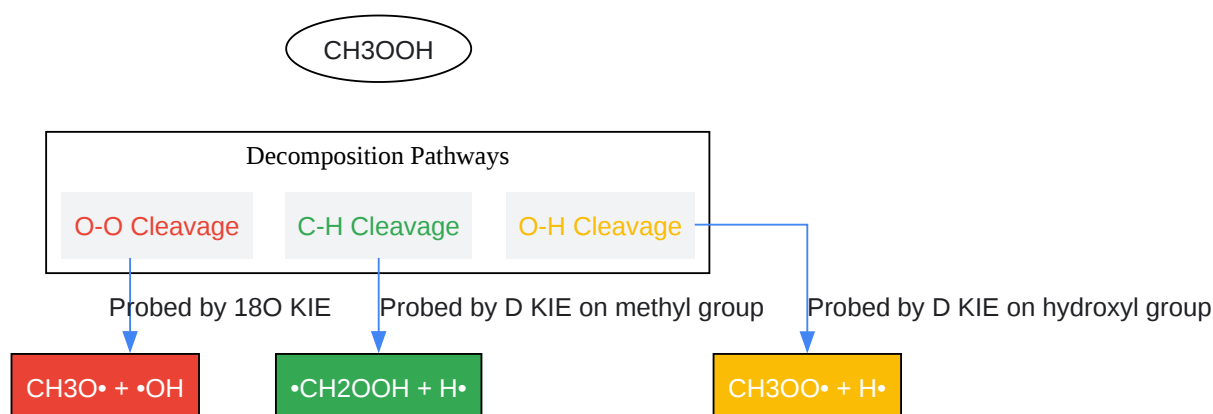 CH3OOH
Decomposition Pathways
O-O Cleavage
C-H Cleavage
O-H Cleavage
Probed by 18O KIE
Probed by D KIE on methyl group
Probed by D KIE on hydroxyl group
CH3O• + •OH
•CH2OOH + H•
CH3OO• + H•